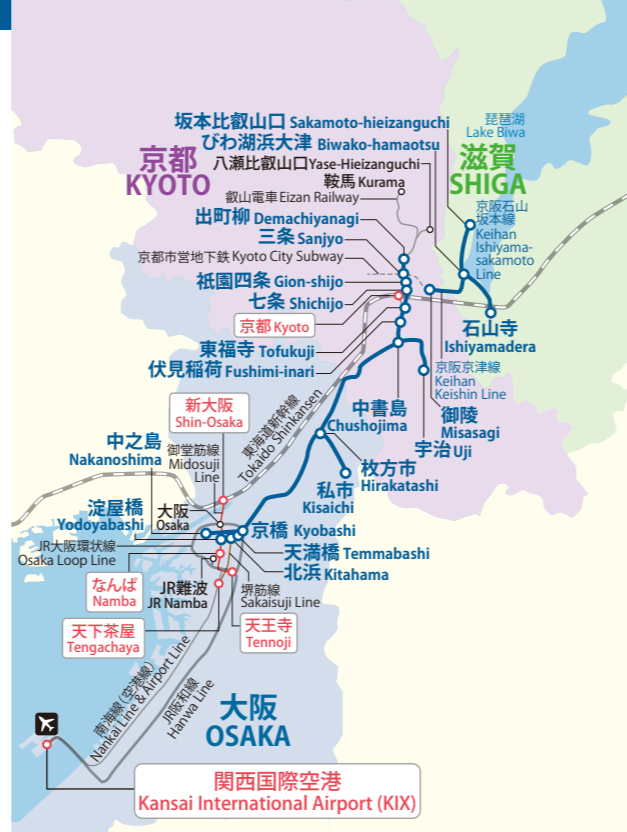 坂本比叡山口 Sakamoto-hieizanguchi
びわ湖浜大津 Biwako-hamaotsu
八瀬比叡山口 Yase-Hieizanguchi
鞍馬 Kurama
叡山電車 Eizan Railway
京都
KYOTO
琵琶湖
Lake Biwa
滋賀
SHIGA
出町柳 Demachiyanagi
三条 Sanjyo
京都市営地下鉄 Kyoto City Subway
祇園四条 Gion-shijo
七条 Shichijo
京都 Kyoto
東福寺 Tofukuji
伏見稲荷 Fushimi-inari
京阪石山
坂本線
Keihan
Ishiyama-
sakamoto
Line
石山寺
Ishiyamadera
京阪京津線
Keihan
Keishin Line
御陵
Misasagi
宇治 Uji
中書島
Chushojima
枚方市
Hirakatashi
私市
Kisaichi
東海道新幹線
Tokaido Shinkansen
新大阪
Shin-Osaka
中之島
Nakanoshima
御堂筋線
Midosuji
Line
淀屋橋
Yodoyabashi
大阪
Osaka
京橋 Kyobashi
天満橋 Temmabashi
北浜 Kitahama
JR大阪環状線
Osaka Loop Line
なんば
Namba
JR難波
JR Namba
堺筋線
Sakaisuji Line
天下茶屋
Tengachaya
天王寺
Tennoji
南海線(空港線)
Nankai Line & Airport Line
JR阪和線
Hanwa Line
大阪
OSAKA
関西国際空港
Kansai International Airport (KIX)